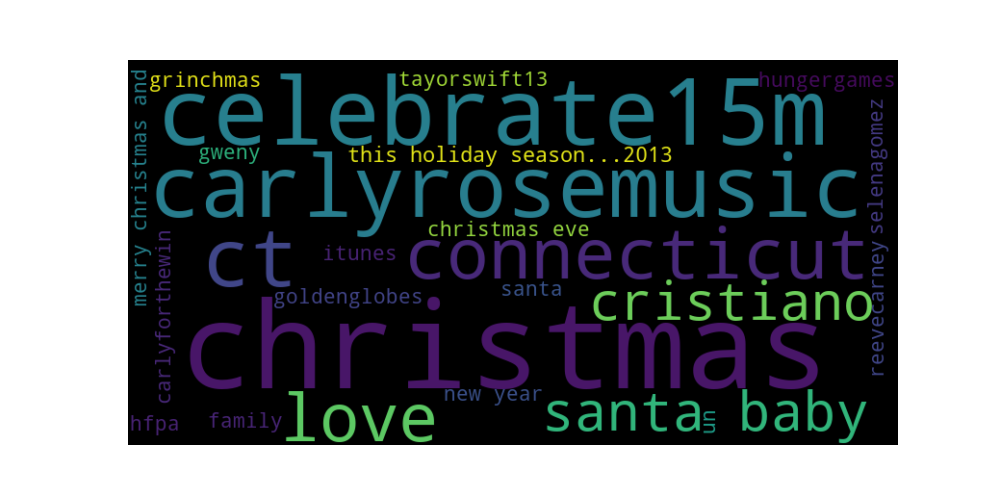 grinchmas
tayorswift13
hungergames
celebrate15m
merry christmas and
gweny
this holiday season...2013
carlyrosemusic
selenagomez
christmas eve
ct
itunes
connecticut
carlyforthewin
goldenglobes
santa
cristiano
reevecarney
christmas
new year
love
santa baby
un
hfpa
family